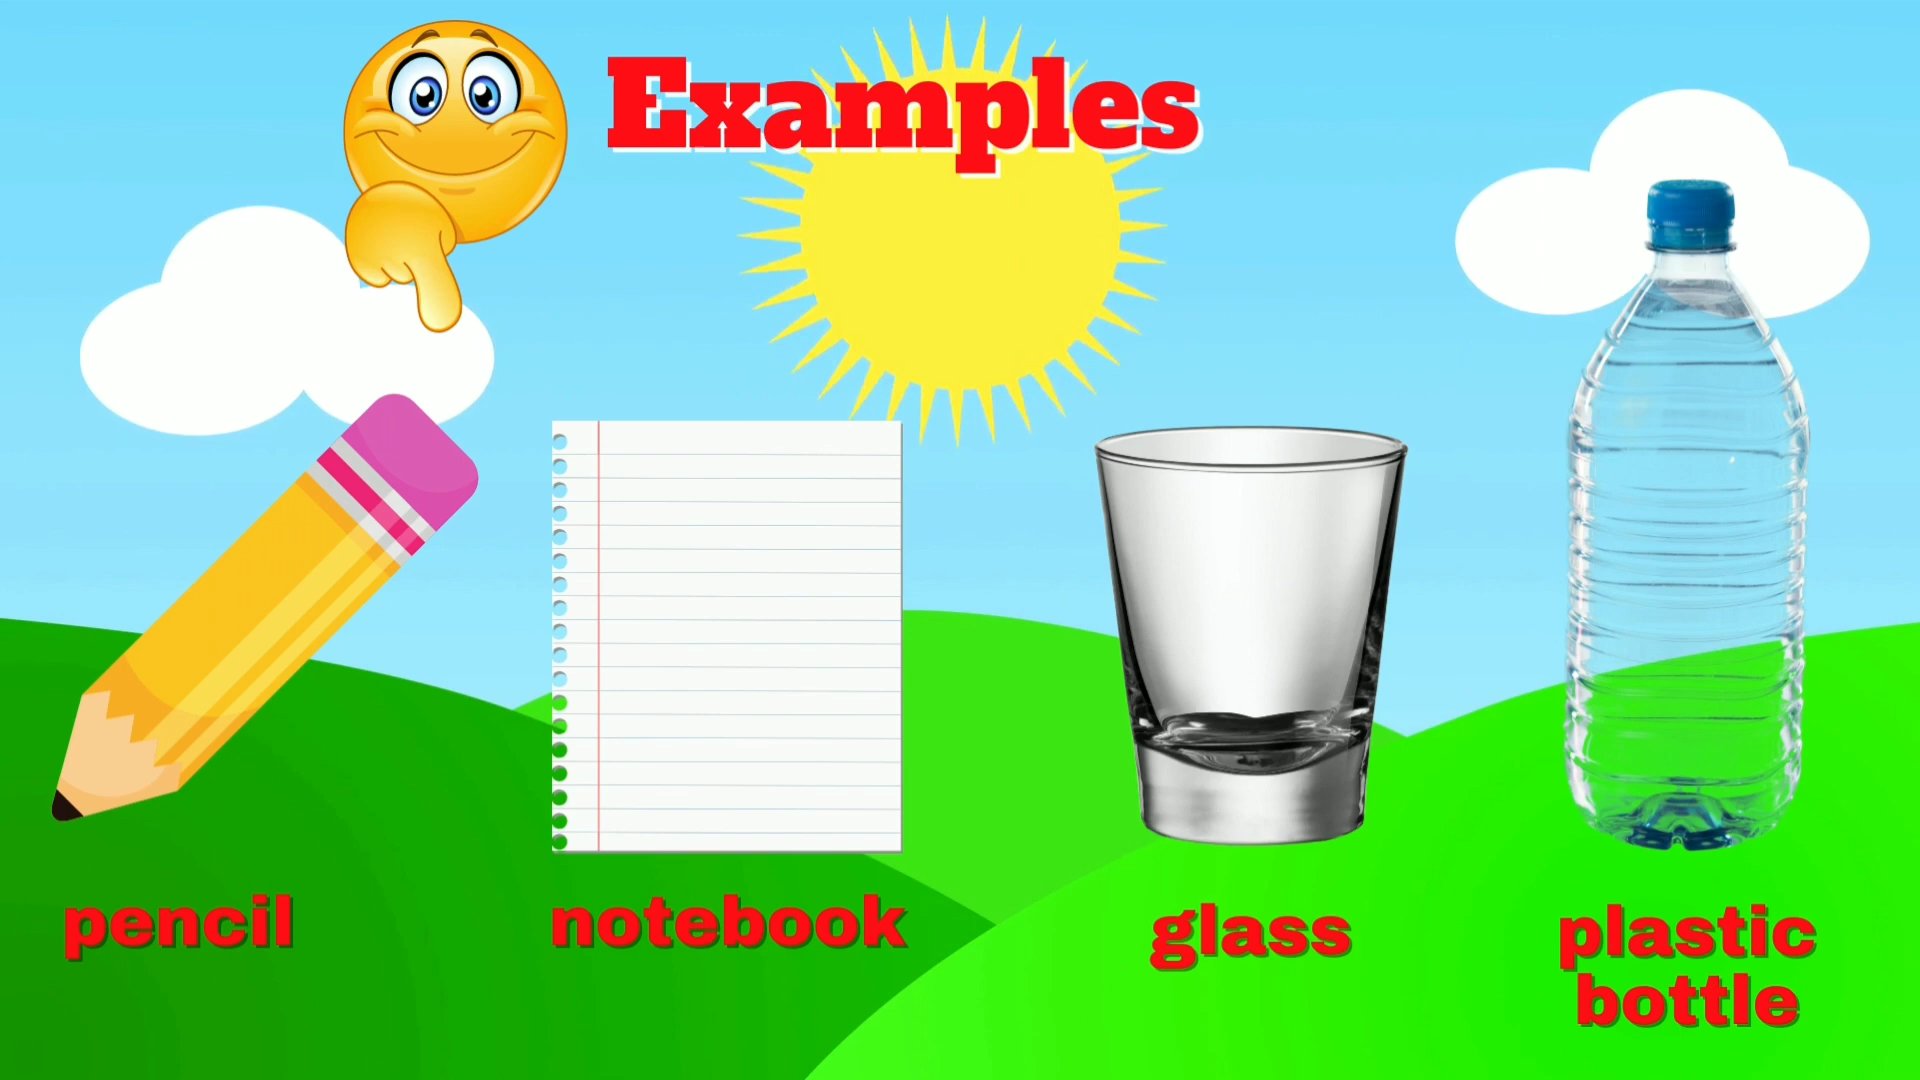 Examples
pencil
notebook
glass
plastic
bottle